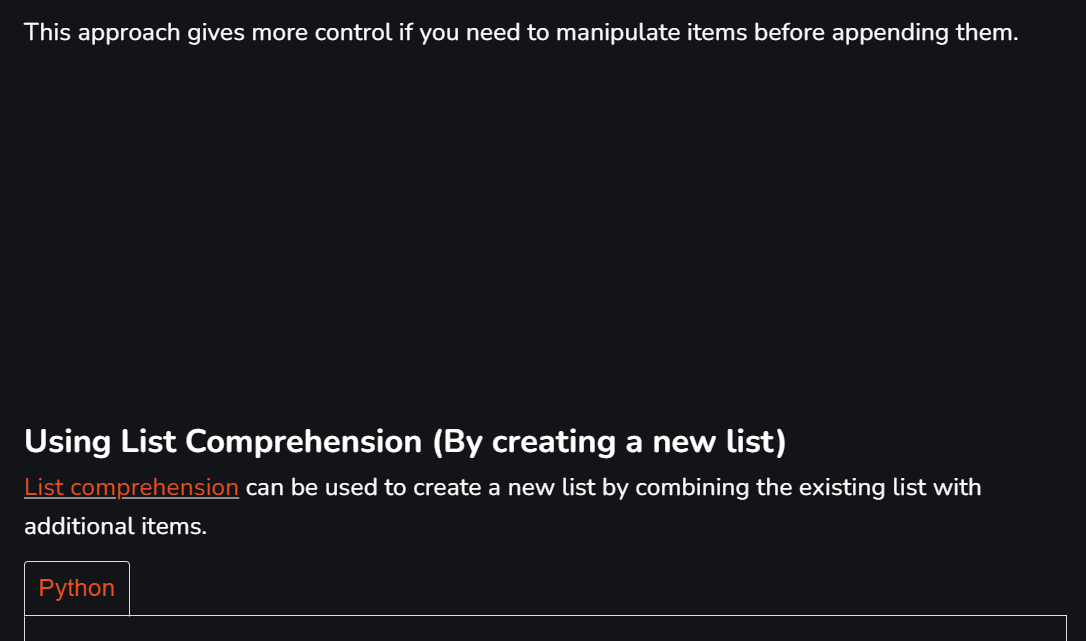 This approach gives more control if you need to manipulate items before appending them.
Using List Comprehension (By creating a new list)
List comprehension can be used to create a new list by combining the existing list with
additional items.
Python